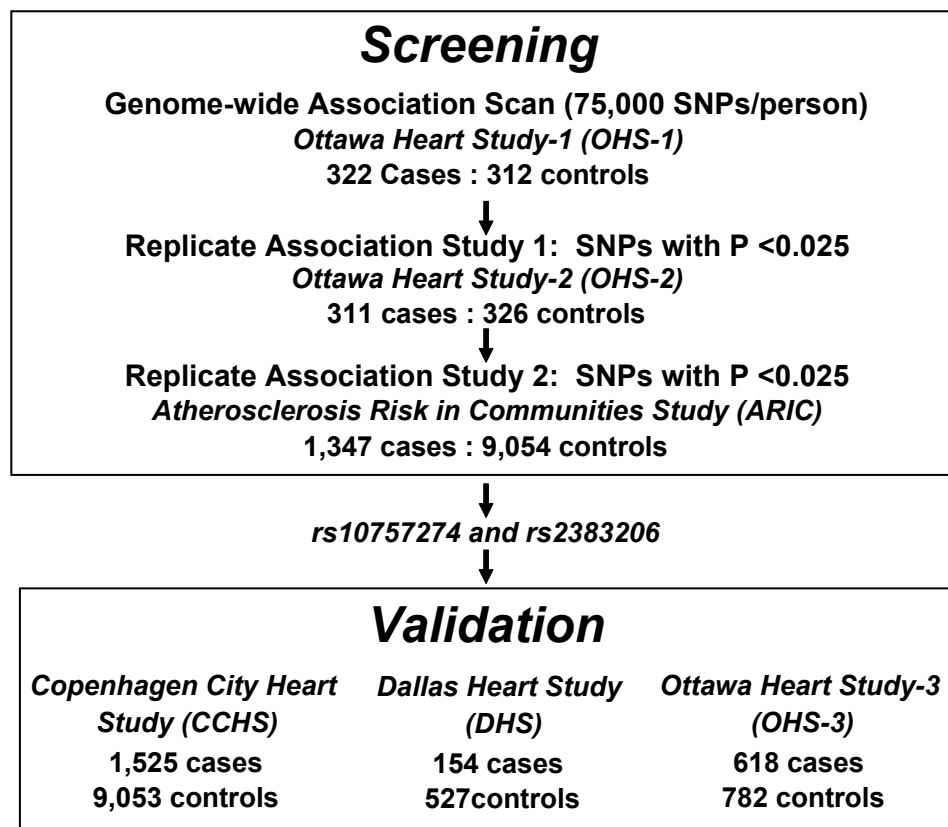 Screening
Genome-wide Association Scan (75,000 SNPs/person)
Ottawa Heart Study-1 (OHS-1)
322 Cases : 312 controls
Replicate Association Study 1:  SNPs with P <0.025
Ottawa Heart Study-2 (OHS-2)
311 cases : 326 controls
Replicate Association Study 2:  SNPs with P <0.025
Atherosclerosis Risk in Communities Study (ARIC)
1,347 cases : 9,054 controls
rs10757274 and rs2383206
Validation
Copenhagen City Heart
Study (CCHS)
1,525 cases
9,053 controls
Dallas Heart Study
(DHS)
154 cases
527controls
Ottawa Heart Study-3
(OHS-3)
618 cases
782 controls